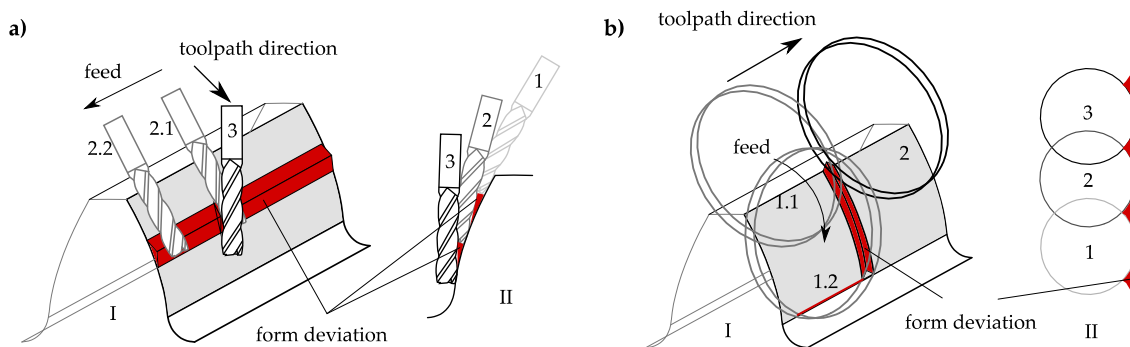 a)
toolpath direction
feed
1
2.1
2
2.2
3
3
I
II
form deviation
b)
toolpath direction
3
feed
2
2
1.1
1
1.2
I
II
form deviation